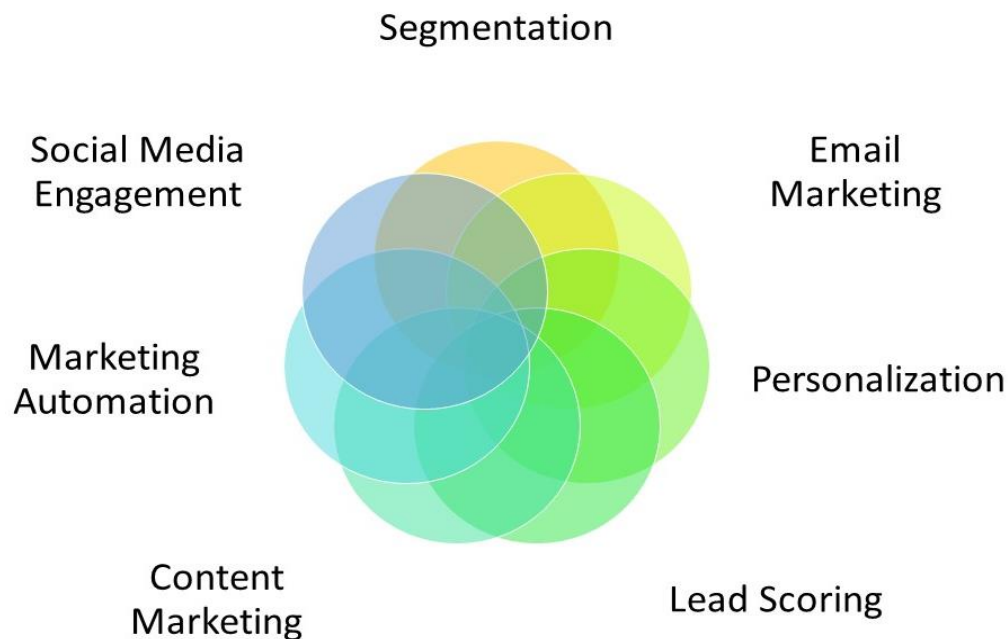 Segmentation
Social Media
Engagement
Email
Marketing
Marketing
Automation
Personalization
Content
Marketing
Lead Scoring